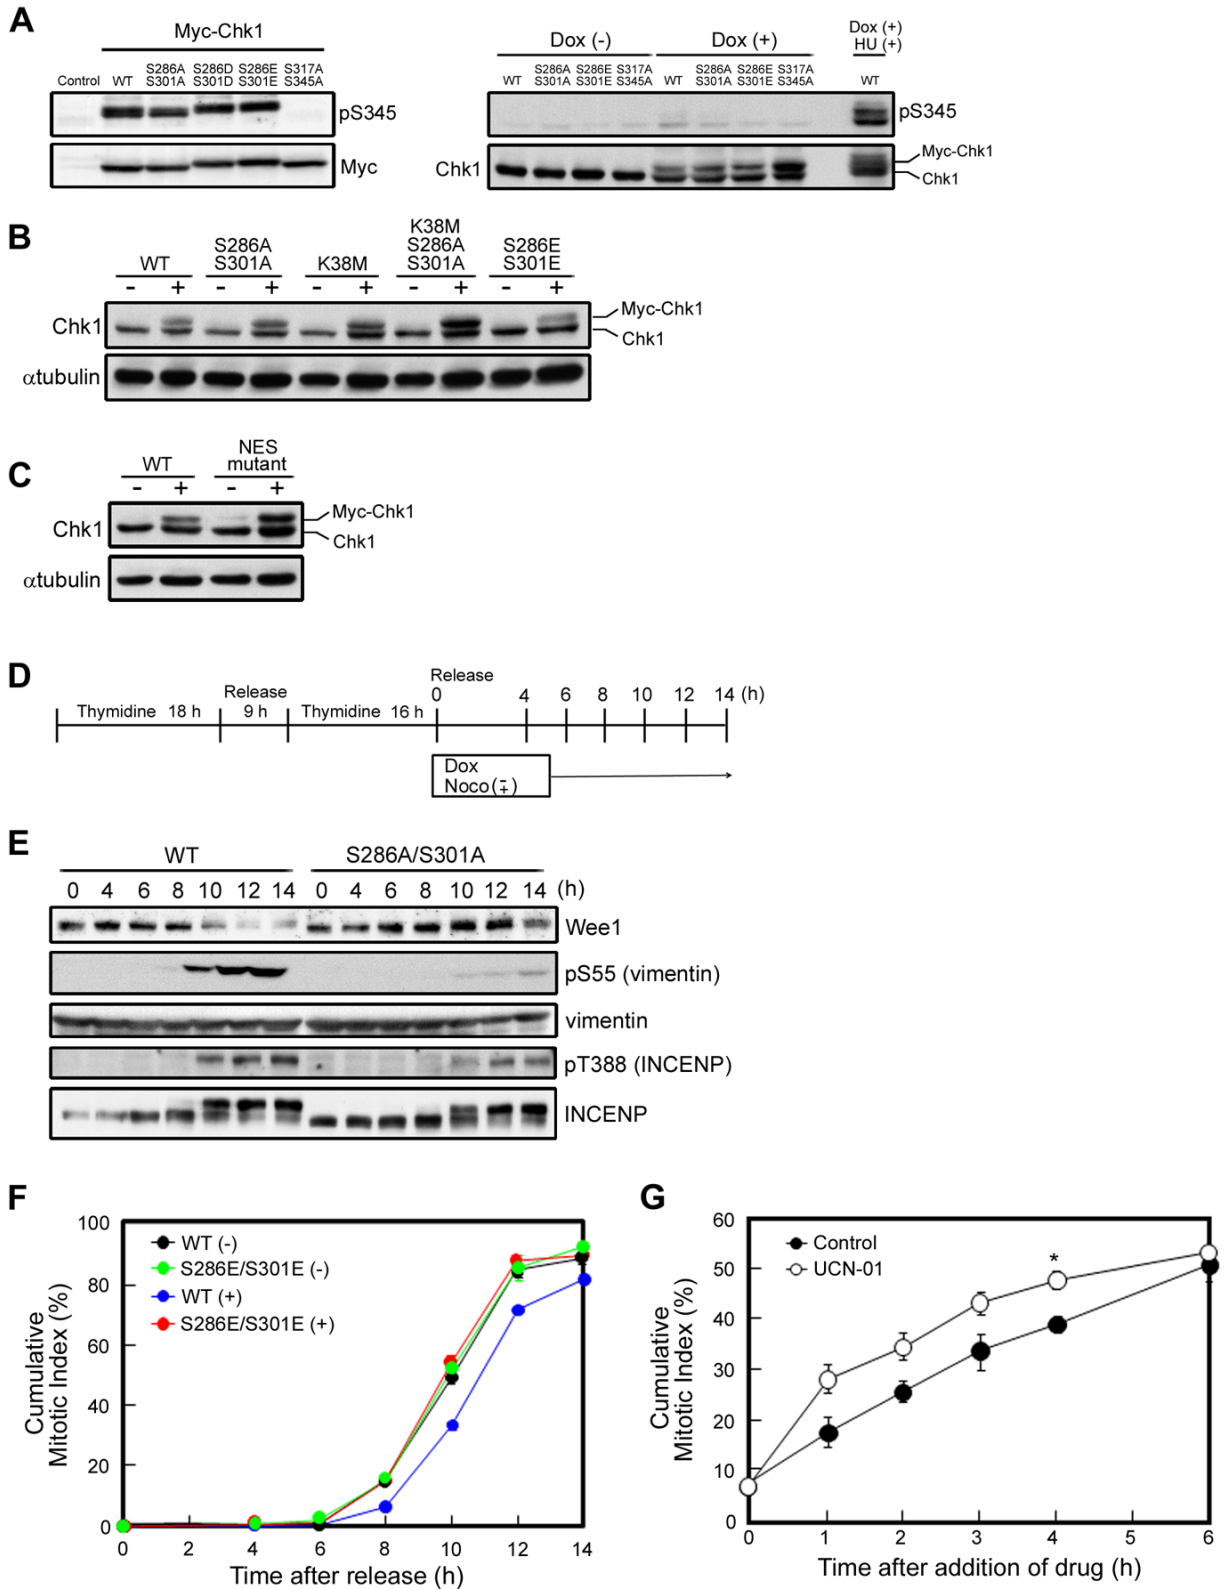 A
Myc-Chk1
Control WT S286A S286D S286E S317A
S301A S301D S301E S345A
pS345
Myc
Dox (-) Dox (+) Dox (+)
HU (+)
WT S286A S286E S317A WT S286A S286E S317A WT
S301A S301E S345A S301A S301E S345A
pS345
Chk1
Myc-Chk1
Chk1
B
WT S286A S301A K38M K38M S286A S301A S286E S301E
- + - + - + - + - +
Chk1
Myc-Chk1
Chk1
αtubulin
C
WT NES mutant
- + - +
Chk1
Myc-Chk1
Chk1
αtubulin
D
Thymidine 18 h
Release
9 h
Thymidine 16 h
Release
0 4 6 8 10 12 14 (h)
Dox
Noco(∓)
E
WT S286A/S301A
0 4 6 8 10 12 14 0 4 6 8 10 12 14 (h)
Wee1
pS55 (vimentin)
vimentin
pT388 (INCENP)
INCENP
F
Cumulative
Mitotic Index (%)
100
80
60
40
20
0
WT (-)
S286E/S301E (-)
WT (+)
S286E/S301E (+)
0 2 4 6 8 10 12 14
Time after release (h)
G
Cumulative
Mitotic Index (%)
60
50
40
30
20
10
0
Control
UCN-01
*
0 1 2 3 4 5 6
Time after addition of drug (h)